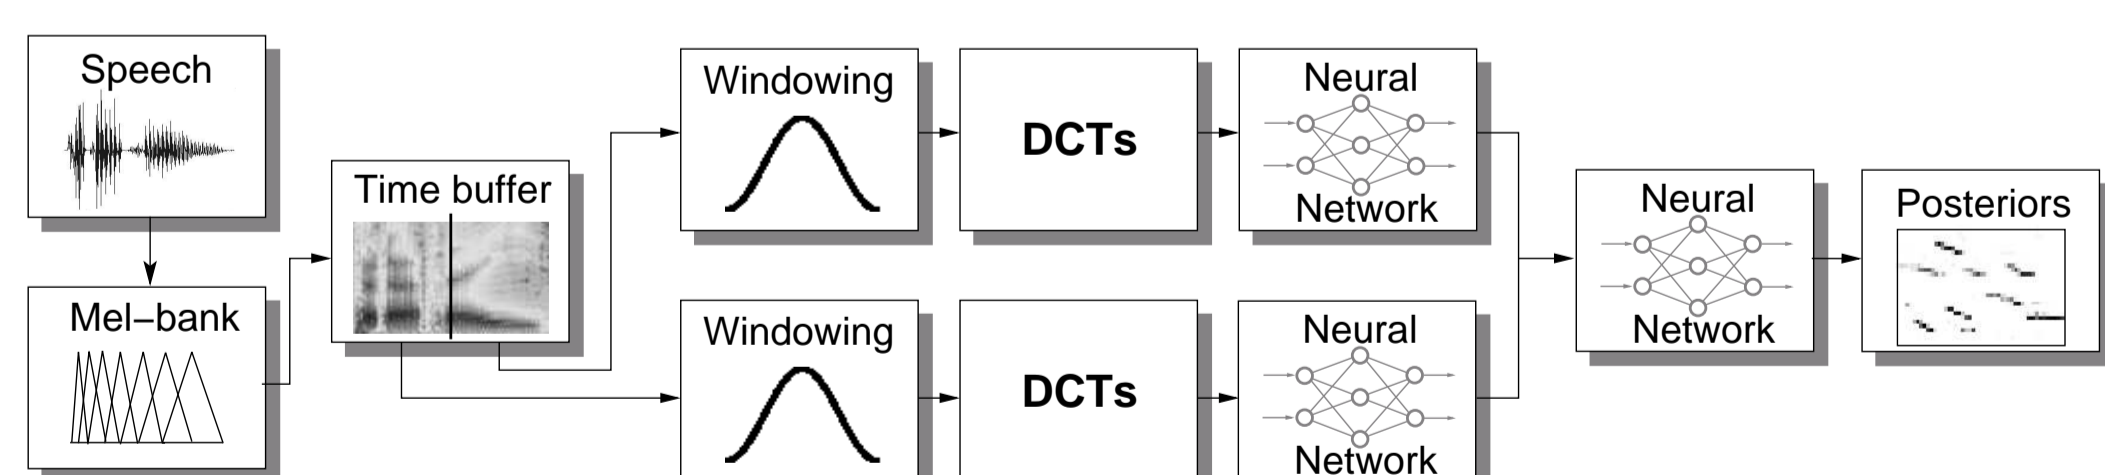 Speech
Mel–bank
Time buffer
Windowing
DCTs
Neural
Network
Windowing
DCTs
Neural
Network
Neural
Network
Posteriors